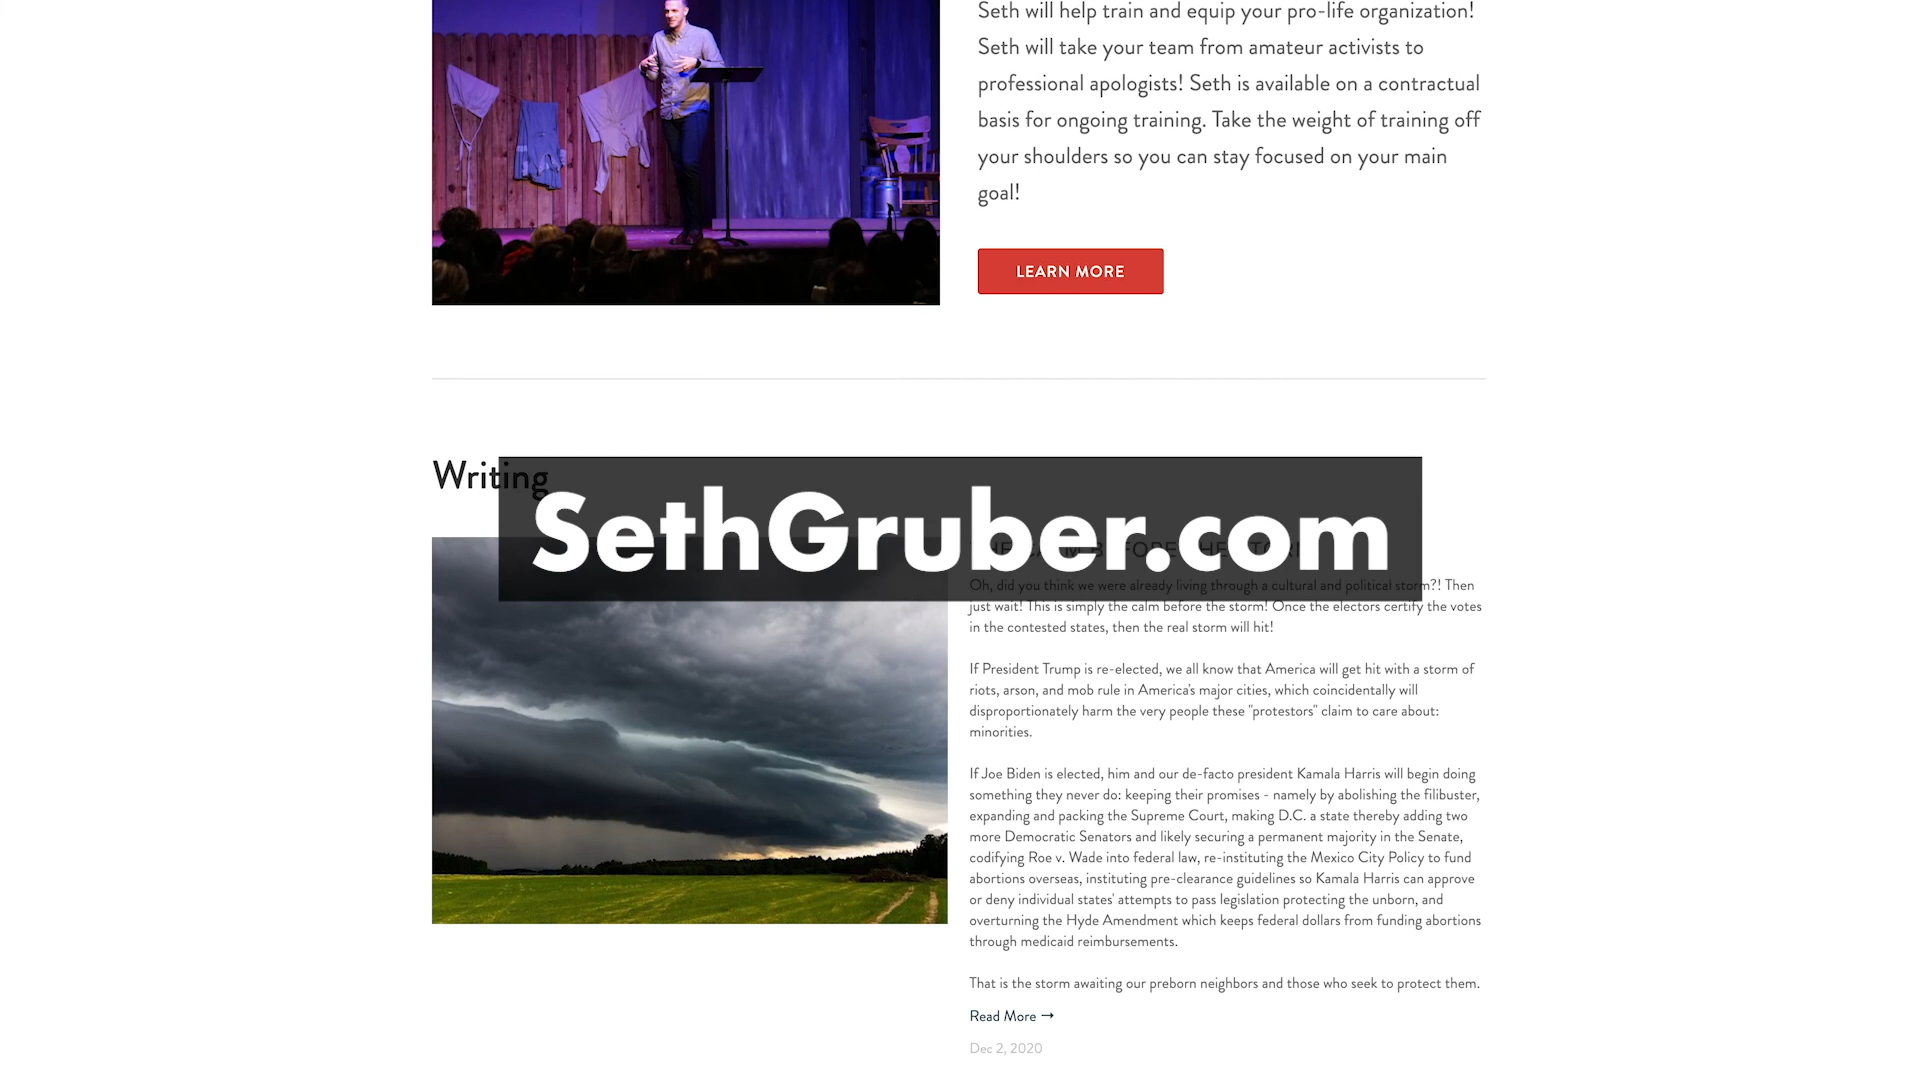 Seth will help train and equip your pro-life organization!
Seth will take your team from amateur activists to
professional apologists! Seth is available on a contractual
basis for ongoing training. Take the weight of training off
your shoulders so you can stay focused on your main
goal!
LEARN MORE
Writing
SethGruber.com
THE CALM BEFORE THE STORM
Oh, did you think we were already living through a cultural and political storm?! Then
just wait! This is simply the calm before the storm! Once the electors certify the votes
in the contested states, then the real storm will hit!
If President Trump is re-elected, we all know that America will get hit with a storm of
riots, arson, and mob rule in America's major cities, which coincidentally will
disproportionately harm the very people these "protestors" claim to care about:
minorities.
If Joe Biden is elected, him and our de-facto president Kamala Harris will begin doing
something they never do: keeping their promises - namely by abolishing the filibuster,
expanding and packing the Supreme Court, making D.C. a state thereby adding two
more Democratic Senators and likely securing a permanent majority in the Senate,
codifying Roe v. Wade into federal law, re-instituting the Mexico City Policy to fund
abortions overseas, instituting pre-clearance guidelines so Kamala Harris can approve
or deny individual states' attempts to pass legislation protecting the unborn, and
overturning the Hyde Amendment which keeps federal dollars from funding abortions
through medicaid reimbursements.
That is the storm awaiting our preborn neighbors and those who seek to protect them.
Read More →
Dec 2, 2020